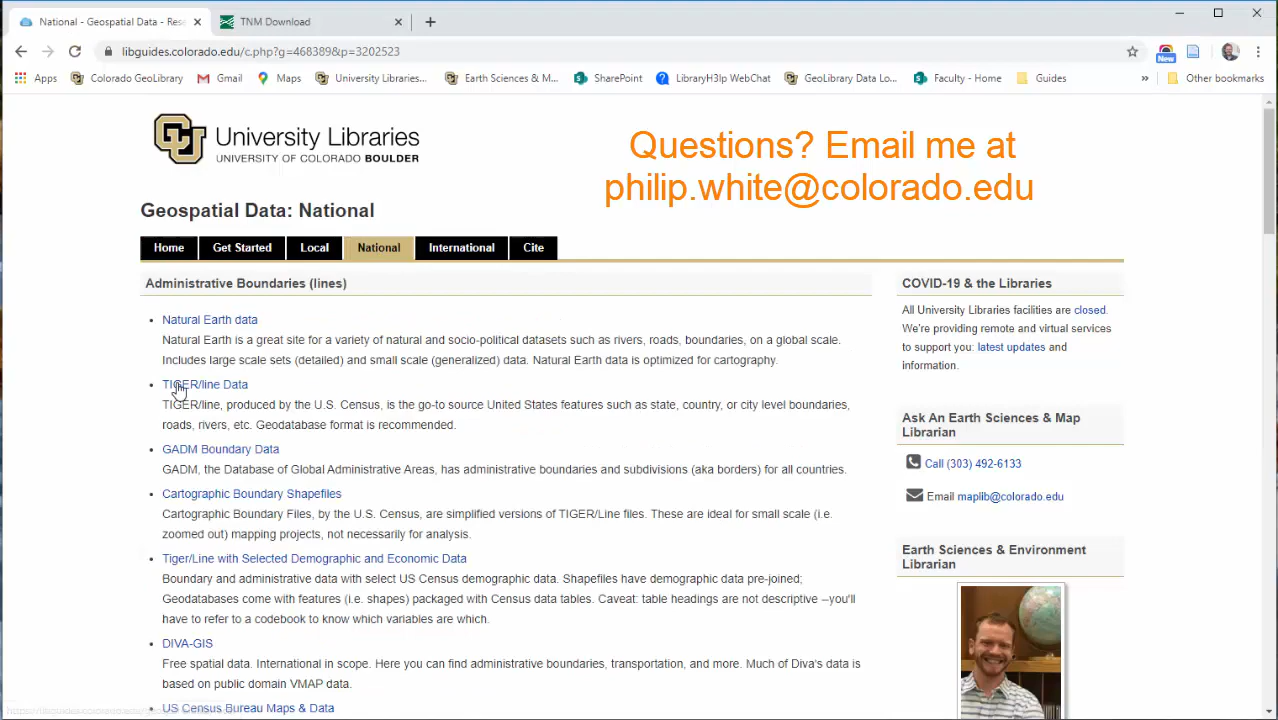 National - Geospatial Data - Res
TNM Download
libguides.colorado.edu/c.php?g=468389&p=3202523
New
Apps Colorado GeoLibrary Gmail Maps University Libraries... Earth Sciences & M... SharePoint LibraryH3lp WebChat GeoLibrary Data Lo... Faculty - Home Guides » Other bookmarks
CU University Libraries
UNIVERSITY OF COLORADO BOULDER
Questions? Email me at
philip.white@colorado.edu
Geospatial Data: National
Home Get Started Local National International Cite
Administrative Boundaries (lines)
Natural Earth data
Natural Earth is a great site for a variety of natural and socio-political datasets such as rivers, roads, boundaries, on a global scale.
Includes large scale sets (detailed) and small scale (generalized) data. Natural Earth data is optimized for cartography.
TIGER/line Data
TIGER/line, produced by the U.S. Census, is the go-to source United States features such as state, country, or city level boundaries,
roads, rivers, etc. Geodatabase format is recommended.
GADM Boundary Data
GADM, the Database of Global Administrative Areas, has administrative boundaries and subdivisions (aka borders) for all countries.
Cartographic Boundary Shapefiles
Cartographic Boundary Files, by the U.S. Census, are simplified versions of TIGER/Line files. These are ideal for small scale (i.e.
zoomed out) mapping projects, not necessarily for analysis.
Tiger/Line with Selected Demographic and Economic Data
Boundary and administrative data with select US Census demographic data. Shapefiles have demographic data pre-joined;
Geodatabases come with features (i.e. shapes) packaged with Census data tables. Caveat: table headings are not descriptive --you'll
have to refer to a codebook to know which variables are which.
DIVA-GIS
Free spatial data. International in scope. Here you can find administrative boundaries, transportation, and more. Much of Diva's data is
based on public domain VMAP data.
US Census Bureau Maps & Data
COVID-19 & the Libraries
All University Libraries facilities are closed.
We're providing remote and virtual services
to support you: latest updates and
information.
Ask An Earth Sciences & Map
Librarian
Call (303) 492-6133
Email maplib@colorado.edu
Earth Sciences & Environment
Librarian